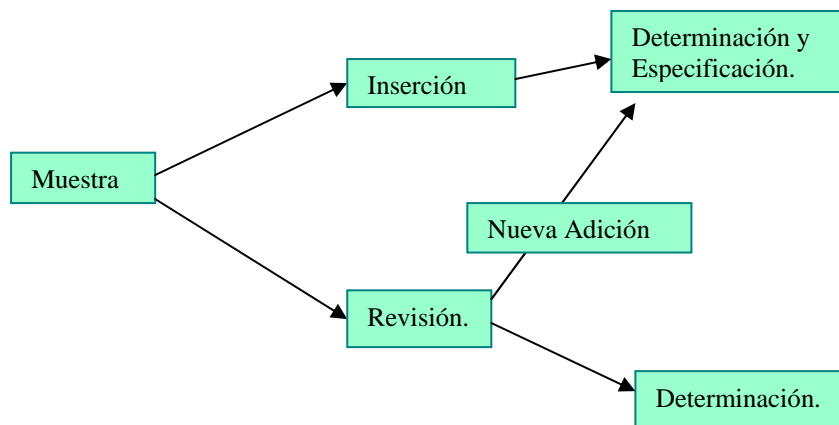 Determinación y
Especificación.
Inserción
Muestra
Nueva Adición
Revisión.
Determinación.